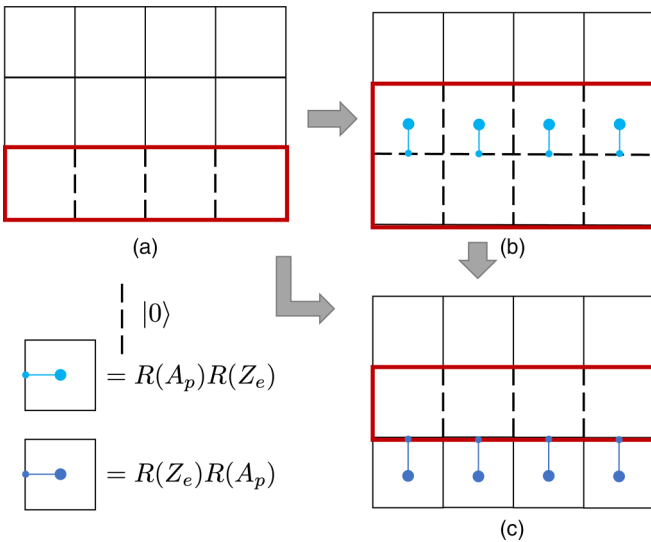 (a)
(b)
|0⟩
= R(A_p)R(Z_e)
= R(Z_e)R(A_p)
(c)